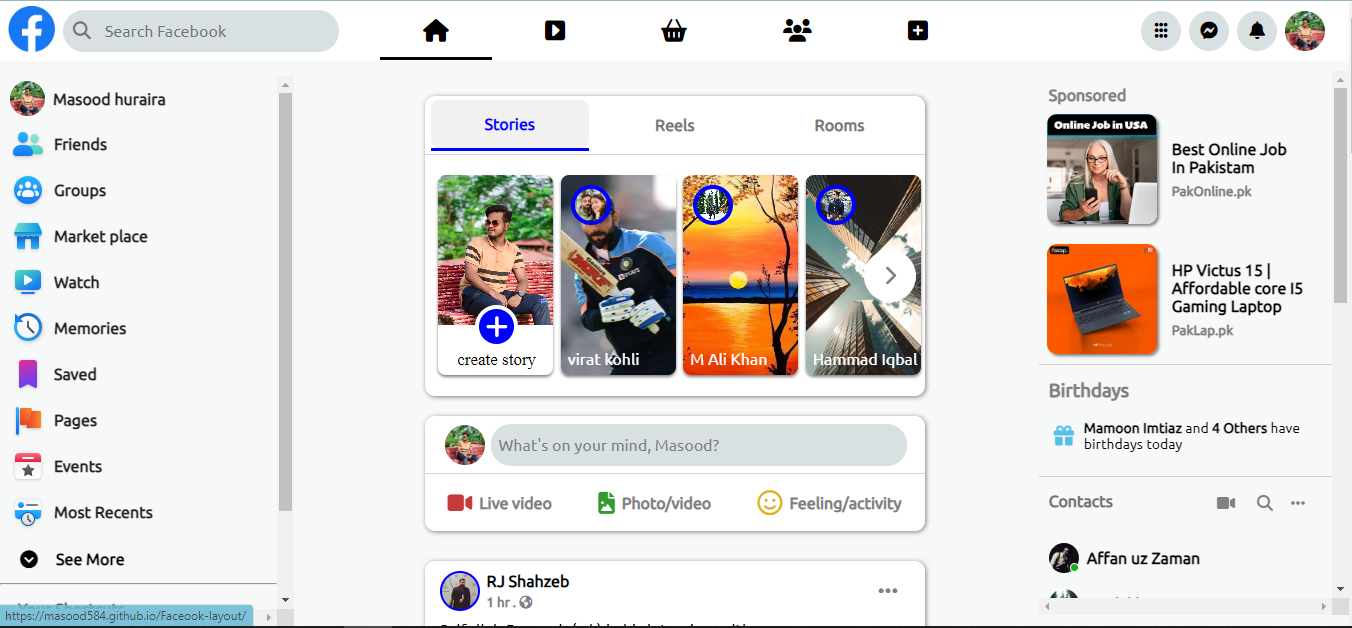 Search Facebook
Masood huraira
Friends
Groups
Market place
Watch
Memories
Saved
Pages
Events
Most Recents
See More
Your Shortcuts
https://masood584.github.io/Faceook-layout/
Stories
Reels
Rooms
create story
virat kohli
M Ali Khan
Hammad Iqbal
What's on your mind, Masood?
Live video
Photo/video
Feeling/activity
RJ Shahzeb
1 hr .
Sponsored
Online Job in USA
Best Online Job
In Pakistam
PakOnline.pk
HP Victus 15 |
Affordable core I5
Gaming Laptop
PakLap.pk
Birthdays
Mamoon Imtiaz and 4 Others have
birthdays today
Contacts
Affan uz Zaman